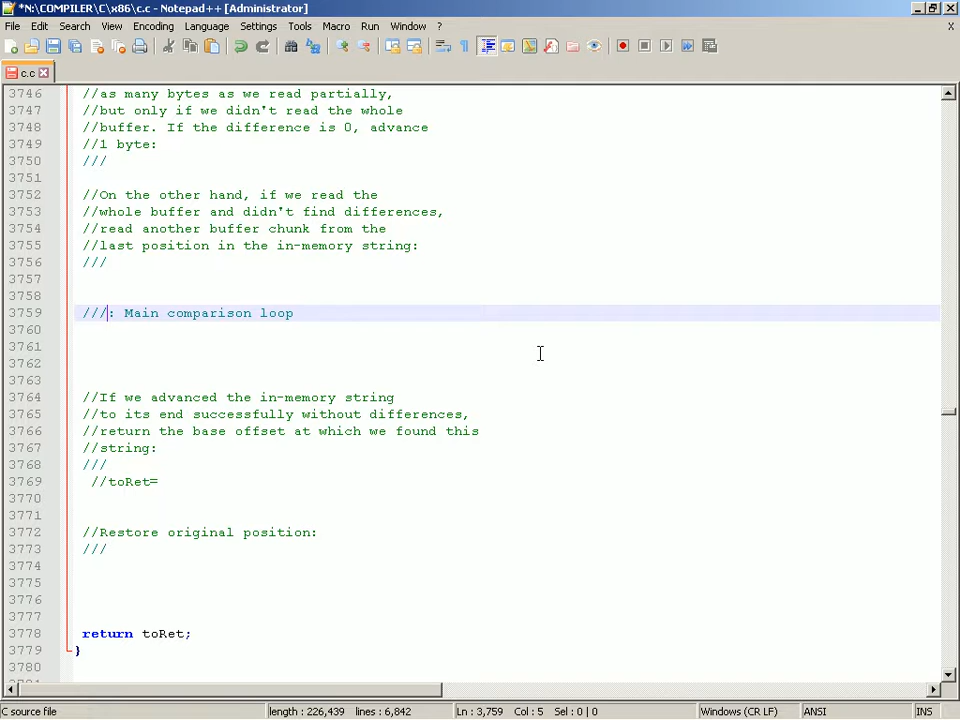 *N:\COMPILER\C\x86\c.c - Notepad++ [Administrator]
File Edit Search View Encoding Language Settings Tools Macro Run Window ?
X
c.c
3746 //as many bytes as we read partially,
3747 //but only if we didn't read the whole
3748 //buffer. If the difference is 0, advance
3749 //1 byte:
3750 ///
3751
3752 //On the other hand, if we read the
3753 //whole buffer and didn't find differences,
3754 //read another buffer chunk from the
3755 //last position in the in-memory string:
3756 ///
3757
3758
3759 ///: Main comparison loop
3760
3761
3762
3763
3764 //If we advanced the in-memory string
3765 //to its end successfully without differences,
3766 //return the base offset at which we found this
3767 //string:
3768 ///
3769 //toRet=
3770
3771
3772 //Restore original position:
3773 ///
3774
3775
3776
3777
3778 return toRet;
3779 }
3780
C source file length : 226,439 lines : 6,842 Ln : 3,759 Col : 5 Sel : 0 | 0 Windows (CR LF) ANSI INS